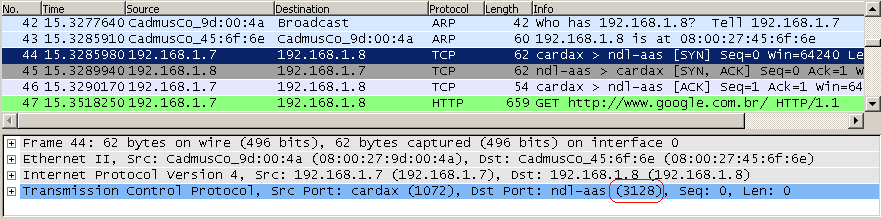 No. Time Source Destination Protocol Length Info
42 15.3277640 CadmusCo_9d:00:4a Broadcast ARP 42 Who has 192.168.1.8? Tell 192.168.1.7
43 15.3285910 CadmusCo_45:6f:6e CadmusCo_9d:00:4a ARP 60 192.168.1.8 is at 08:00:27:45:6f:6e
44 15.3285980 192.168.1.7 192.168.1.8 TCP 62 cardax > ndl-aas [SYN] Seq=0 Win=64240 Le
45 15.3289940 192.168.1.8 192.168.1.7 TCP 62 ndl-aas > cardax [SYN, ACK] Seq=0 Ack=1 W
46 15.3290170 192.168.1.7 192.168.1.8 TCP 54 cardax > ndl-aas [ACK] Seq=1 Ack=1 Win=64
47 15.3518250 192.168.1.7 192.168.1.8 HTTP 659 GET http://www.google.com.br/ HTTP/1.1
Frame 44: 62 bytes on wire (496 bits), 62 bytes captured (496 bits) on interface 0
Ethernet II, Src: CadmusCo_9d:00:4a (08:00:27:9d:00:4a), Dst: CadmusCo_45:6f:6e (08:00:27:45:6f:6e)
Internet Protocol Version 4, Src: 192.168.1.7 (192.168.1.7), Dst: 192.168.1.8 (192.168.1.8)
Transmission Control Protocol, Src Port: cardax (1072), Dst Port: ndl-aas (3128), Seq: 0, Len: 0